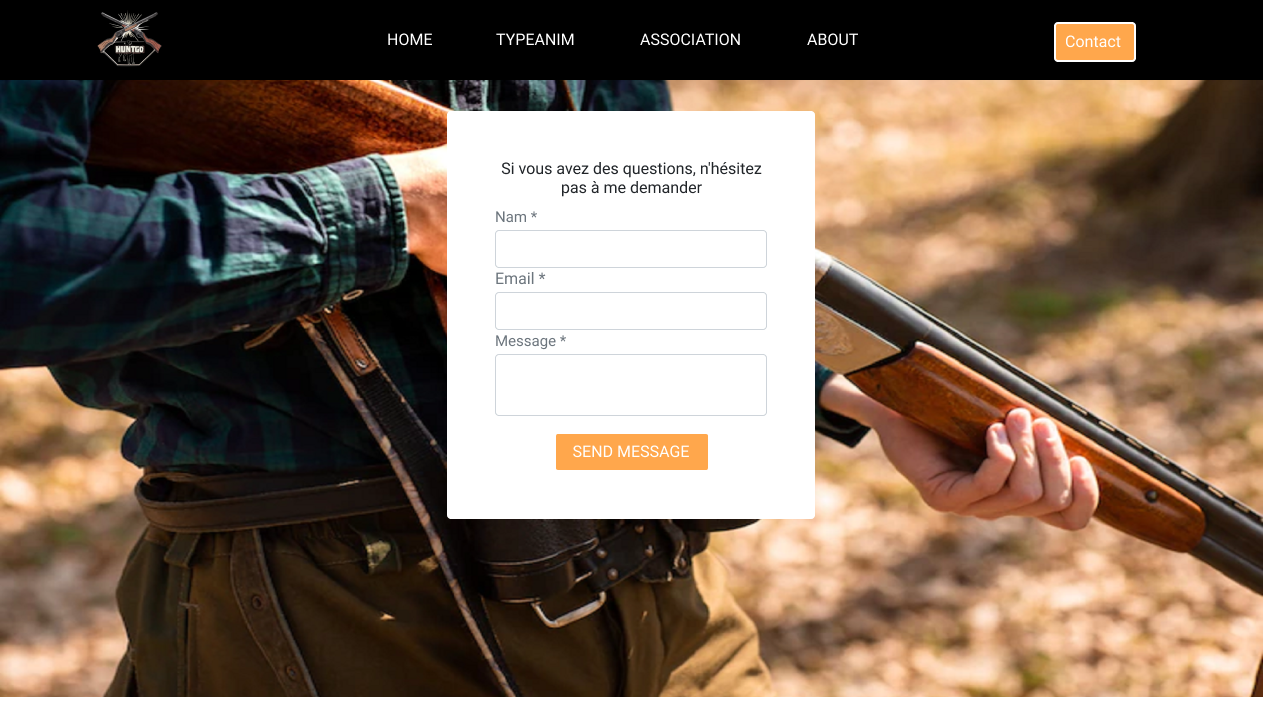 HUNTGO
HOME
TYPEANIM
ASSOCIATION
ABOUT
Contact
Si vous avez des questions, n'hésitez
pas à me demander
Nam *
Email *
Message *
SEND MESSAGE